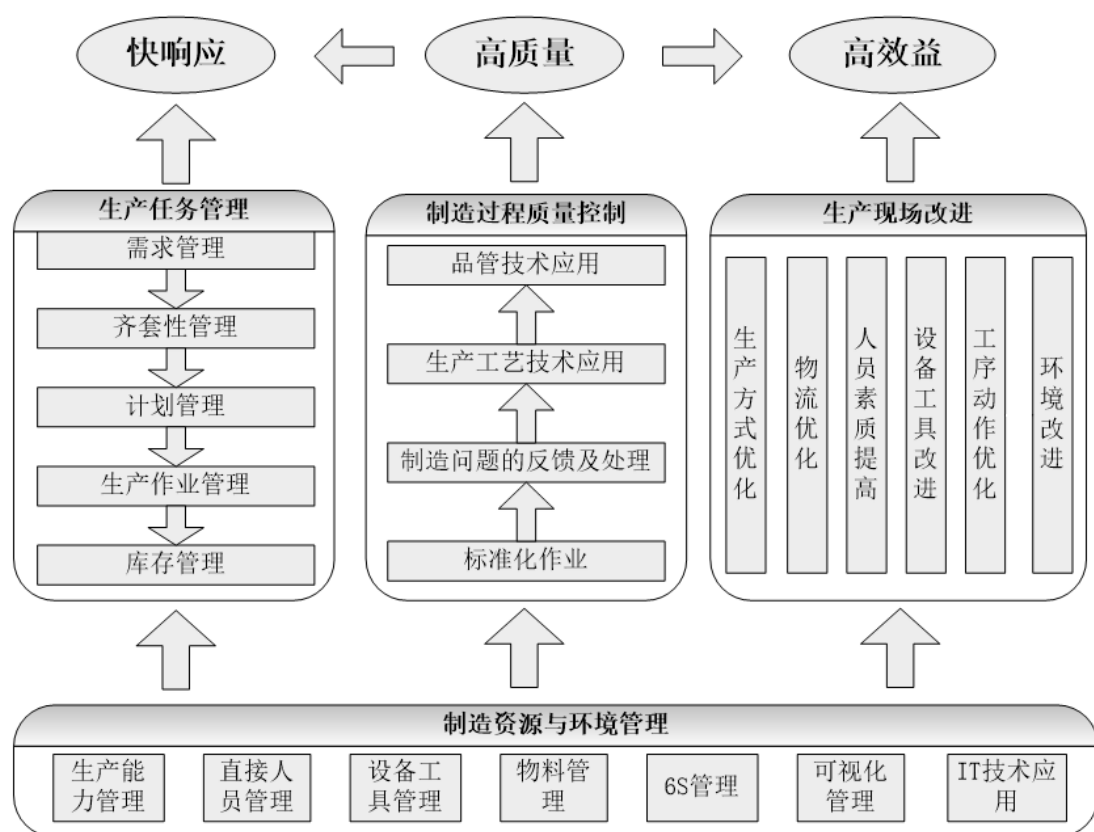 快响应
高质量
高效益
生产任务管理
需求管理
齐套性管理
计划管理
生产作业管理
库存管理
制造过程质量控制
品管技术应用
生产工艺技术应用
制造问题的反馈及处理
标准化作业
生产现场改进
生产方式优化
物流优化
人员素质提高
设备工具改进
工序动作优化
环境改进
制造资源与环境管理
生产能
力管理
直接人
员管理
设备工
具管理
物料管
理
6S管理
可视化
管理
IT技术应
用